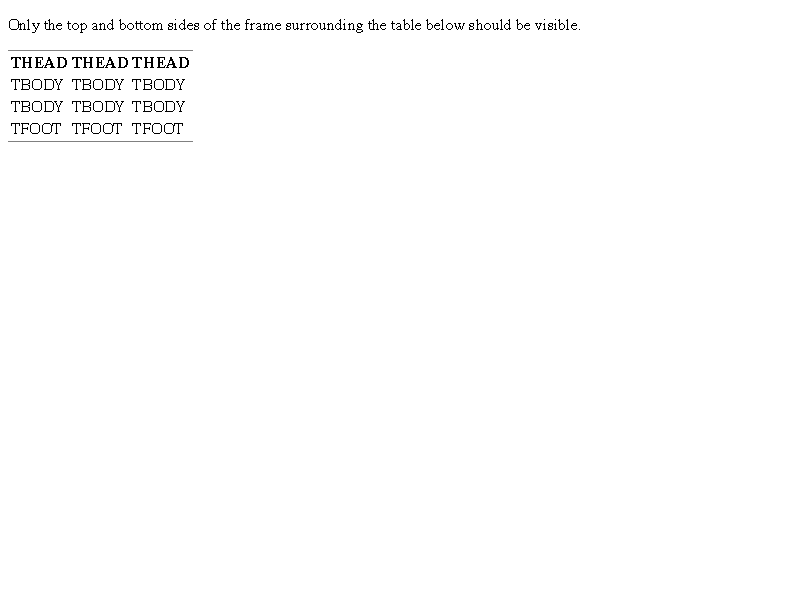 Only the top and bottom sides of the frame surrounding the table below should be visible.
THEAD THEAD THEAD
TBODY TBODY TBODY
TBODY TBODY TBODY
TFOOT TFOOT TFOOT